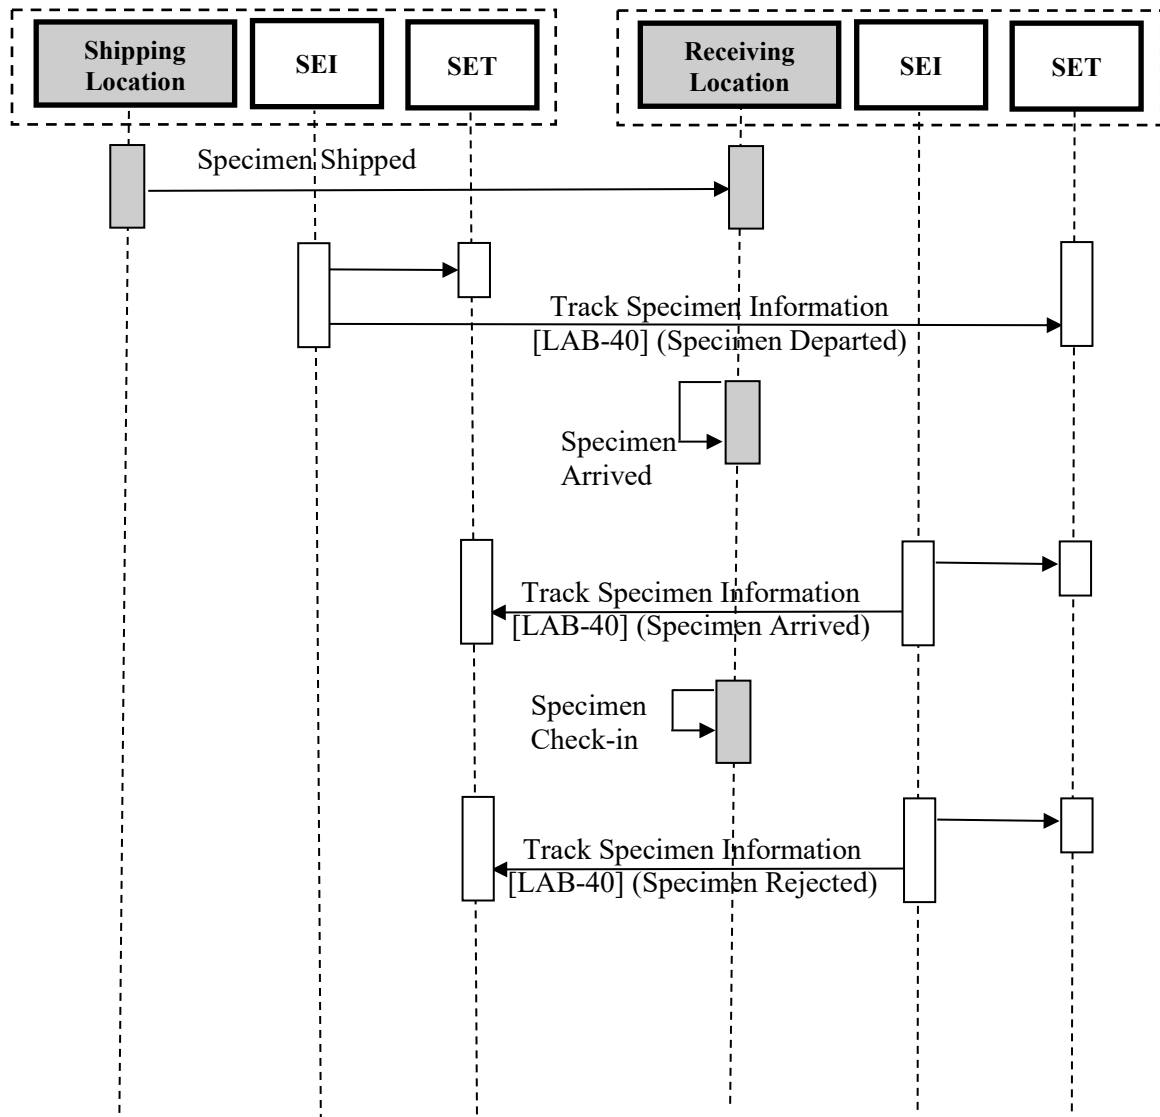 Shipping
Location
SEI
SET
Receiving
Location
SEI
SET
Specimen Shipped
Track Specimen Information
[LAB-40] (Specimen Departed)
Specimen
Arrived
Track Specimen Information
[LAB-40] (Specimen Arrived)
Specimen
Check-in
Track Specimen Information
[LAB-40] (Specimen Rejected)